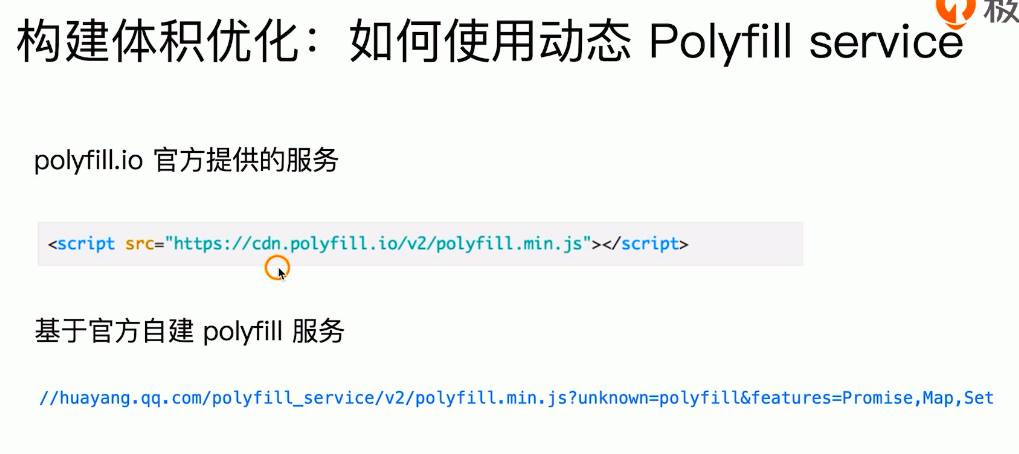 极
构建体积优化：如何使用动态 Polyfill service
polyfill.io 官方提供的服务
<script src="https://cdn.polyfill.io/v2/polyfill.min.js"></script>
基于官方自建 polyfill 服务
//huayang.qq.com/polyfill_service/v2/polyfill.min.js?unknown=polyfill&features=Promise,Map,Set